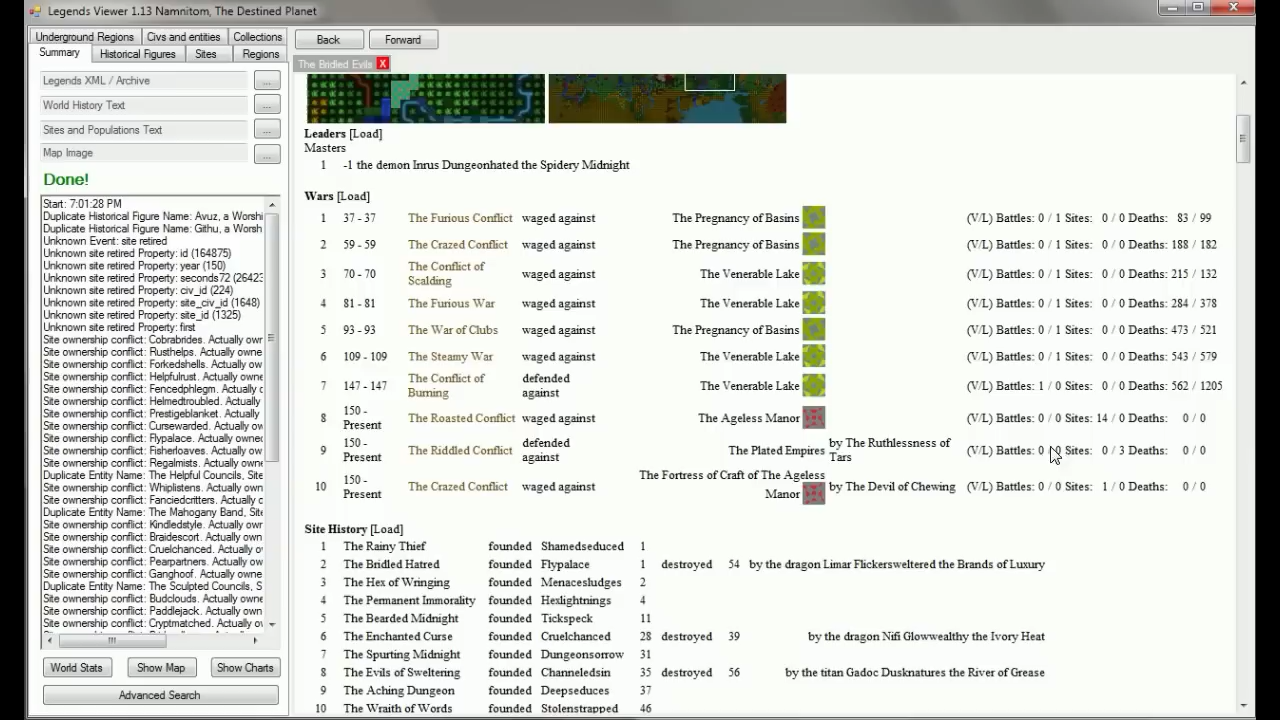 Legends Viewer 1.13 Namnitom, The Destined Planet
Underground Regions Civs and entities Collections
Summary Historical Figures Sites Regions
Legends XML / Archive ...
World History Text ...
Sites and Populations Text ...
Map Image ...
Done!
Start: 7:01:28 PM
Duplicate Historical Figure Name: Avuz, a Worshi
Duplicate Historical Figure Name: Githu, a Worsh
Unknown Event: site retired
Unknown site retired Property: id (164875)
Unknown site retired Property: year (150)
Unknown site retired Property: seconds72 (26423
Unknown site retired Property: civ_id (224)
Unknown site retired Property: site_civ_id (1648)
Unknown site retired Property: site_id (1325)
Unknown site retired Property: first
Site ownership conflict: Cobrabrides. Actually own
Site ownership conflict: Rusthelps. Actually owne
Site ownership conflict: Forkedshells. Actually own
Site ownership conflict: Helpfulrust. Actually owne
Site ownership conflict: Fencedphlegm. Actually o
Site ownership conflict: Helmedtroubled. Actually
Site ownership conflict: Prestigeblanket. Actually o
Site ownership conflict: Cursewarded. Actually ow
Site ownership conflict: Flypalace. Actually owned
Site ownership conflict: Fisherloaves. Actually own
Site ownership conflict: Regalmists. Actually owne
Duplicate Entity Name: The Helpful Councils, Site
Site ownership conflict: Whiplistens. Actually own
Site ownership conflict: Fanciedcritters. Actually o
Duplicate Entity Name: The Mahogany Band, Site
Site ownership conflict: Kindledstyle. Actually own
Site ownership conflict: Braidescort. Actually owne
Site ownership conflict: Cruelchanced. Actually ow
Site ownership conflict: Pearpartners. Actually ow
Site ownership conflict: Ganghoof. Actually owned
Duplicate Entity Name: The Sculpted Councils, S
Site ownership conflict: Budclouds. Actually owne
Site ownership conflict: Paddlejack. Actually owne
Site ownership conflict: Cryptmatched. Actually o
World Stats Show Map Show Charts
Advanced Search
Back Forward
The Bridled Evils X
Leaders [Load]
Masters
1 -1 the demon Inrus Dungeonhated the Spidery Midnight
Wars [Load]
1 37 - 37 The Furious Conflict waged against The Pregnancy of Basins (V/L) Battles: 0 / 1 Sites: 0 / 0 Deaths: 83 / 99
2 59 - 59 The Crazed Conflict waged against The Pregnancy of Basins (V/L) Battles: 0 / 1 Sites: 0 / 0 Deaths: 188 / 182
3 70 - 70 The Conflict of Scalding waged against The Venerable Lake (V/L) Battles: 0 / 1 Sites: 0 / 0 Deaths: 215 / 132
4 81 - 81 The Furious War waged against The Venerable Lake (V/L) Battles: 0 / 1 Sites: 0 / 0 Deaths: 284 / 378
5 93 - 93 The War of Clubs waged against The Pregnancy of Basins (V/L) Battles: 0 / 1 Sites: 0 / 0 Deaths: 473 / 521
6 109 - 109 The Steamy War waged against The Venerable Lake (V/L) Battles: 0 / 1 Sites: 0 / 0 Deaths: 543 / 579
7 147 - 147 The Conflict of Burning defended against The Venerable Lake (V/L) Battles: 1 / 0 Sites: 0 / 0 Deaths: 562 / 1205
8 150 - Present The Roasted Conflict waged against The Ageless Manor (V/L) Battles: 0 / 0 Sites: 14 / 0 Deaths: 0 / 0
9 150 - Present The Riddled Conflict defended against The Plated Empires by The Ruthlessness of Tars (V/L) Battles: 0 / 0 Sites: 0 / 3 Deaths: 0 / 0
10 150 - Present The Crazed Conflict waged against The Fortress of Craft of The Ageless Manor by The Devil of Chewing (V/L) Battles: 0 / 0 Sites: 1 / 0 Deaths: 0 / 0
Site History [Load]
1 The Rainy Thief founded Shamedseduced 1
2 The Bridled Hatred founded Flypalace 1 destroyed 54 by the dragon Limar Flickersweltered the Brands of Luxury
3 The Hex of Wringing founded Menacesludges 2
4 The Permanent Immorality founded Hexlightnings 4
5 The Bearded Midnight founded Tickspeck 11
6 The Enchanted Curse founded Cruelchanced 28 destroyed 39 by the dragon Nifi Glowwealthy the Ivory Heat
7 The Spurting Midnight founded Dungeonsorrow 31
8 The Evils of Sweltering founded Channeledsin 35 destroyed 56 by the titan Gadoc Dusknatures the River of Grease
9 The Aching Dungeon founded Deepseduces 37
10 The Wraith of Words founded Stolenstrapped 46